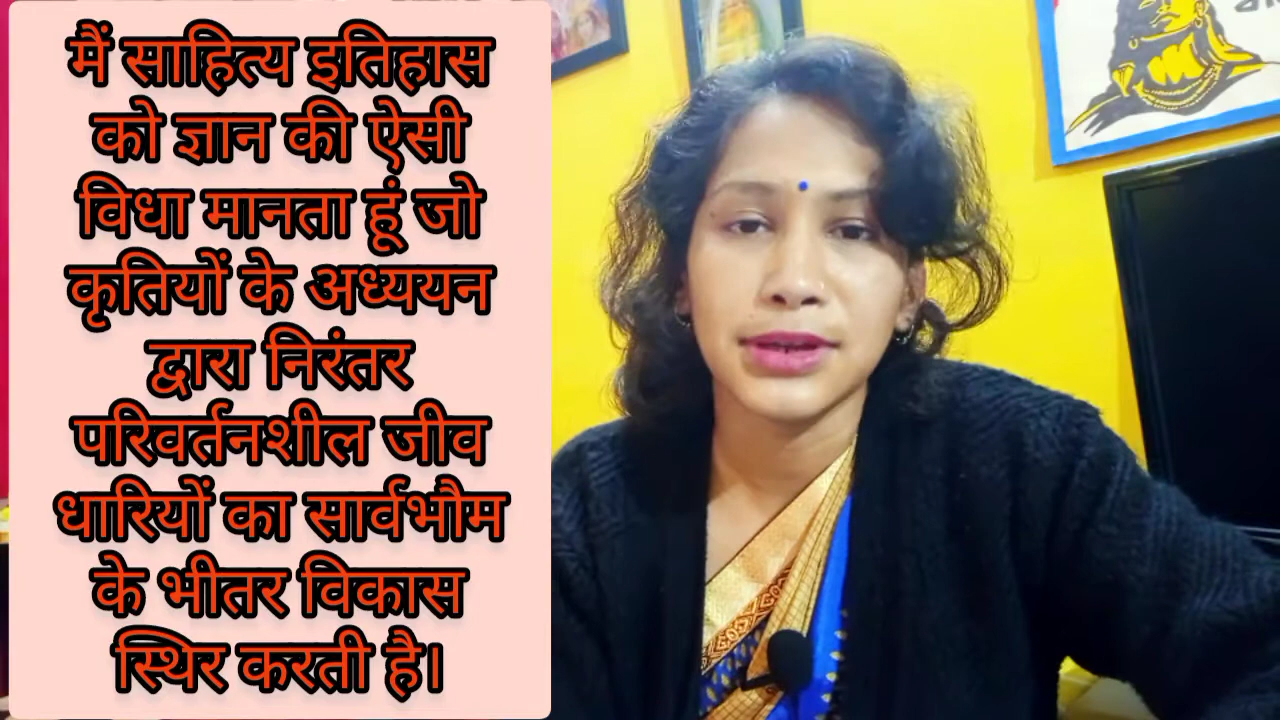 मैं साहित्य इतिहास
को ज्ञान की ऐसी
विधा मानता हूं जो
कृतियों के अध्ययन
द्वारा निरंतर
परिवर्तनशील जीव
धारियों का सार्वभौम
के भीतर विकास
स्थिर करती है।